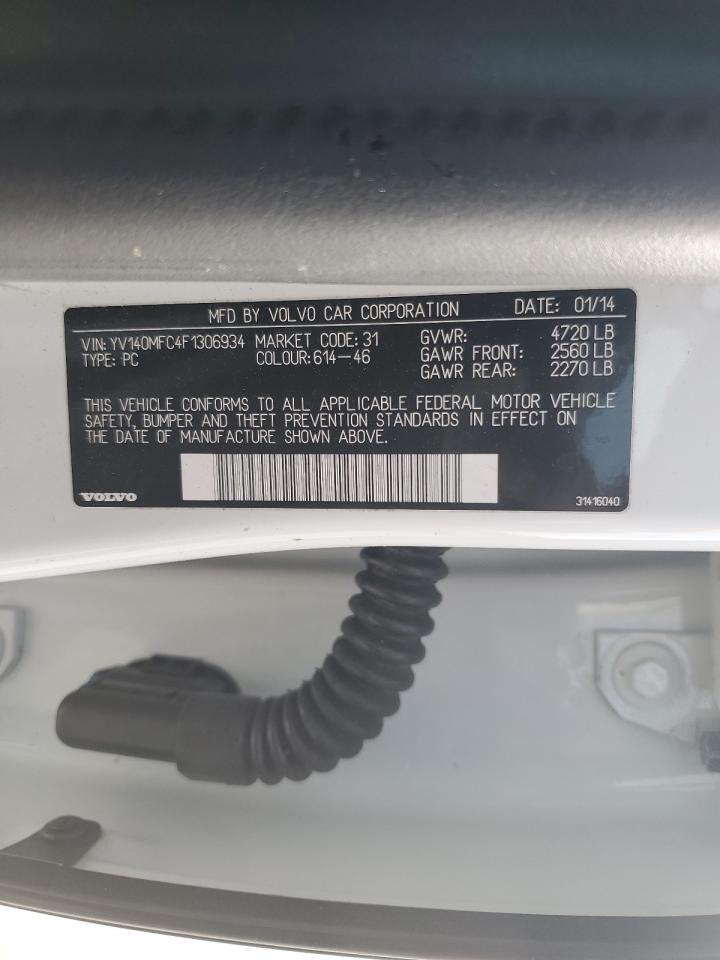 MFD BY VOLVO CAR CORPORATION DATE: 01/14
VIN: YV140MFC4F1306934 MARKET CODE: 31 GVWR: 4720 LB
TYPE: PC COLOUR: 614-46 GAWR FRONT: 2560 LB
GAWR REAR: 2270 LB
THIS VEHICLE CONFORMS TO ALL APPLICABLE FEDERAL MOTOR VEHICLE
SAFETY, BUMPER AND THEFT PREVENTION STANDARDS IN EFFECT ON
THE DATE OF MANUFACTURE SHOWN ABOVE.
VOLVO 31416040